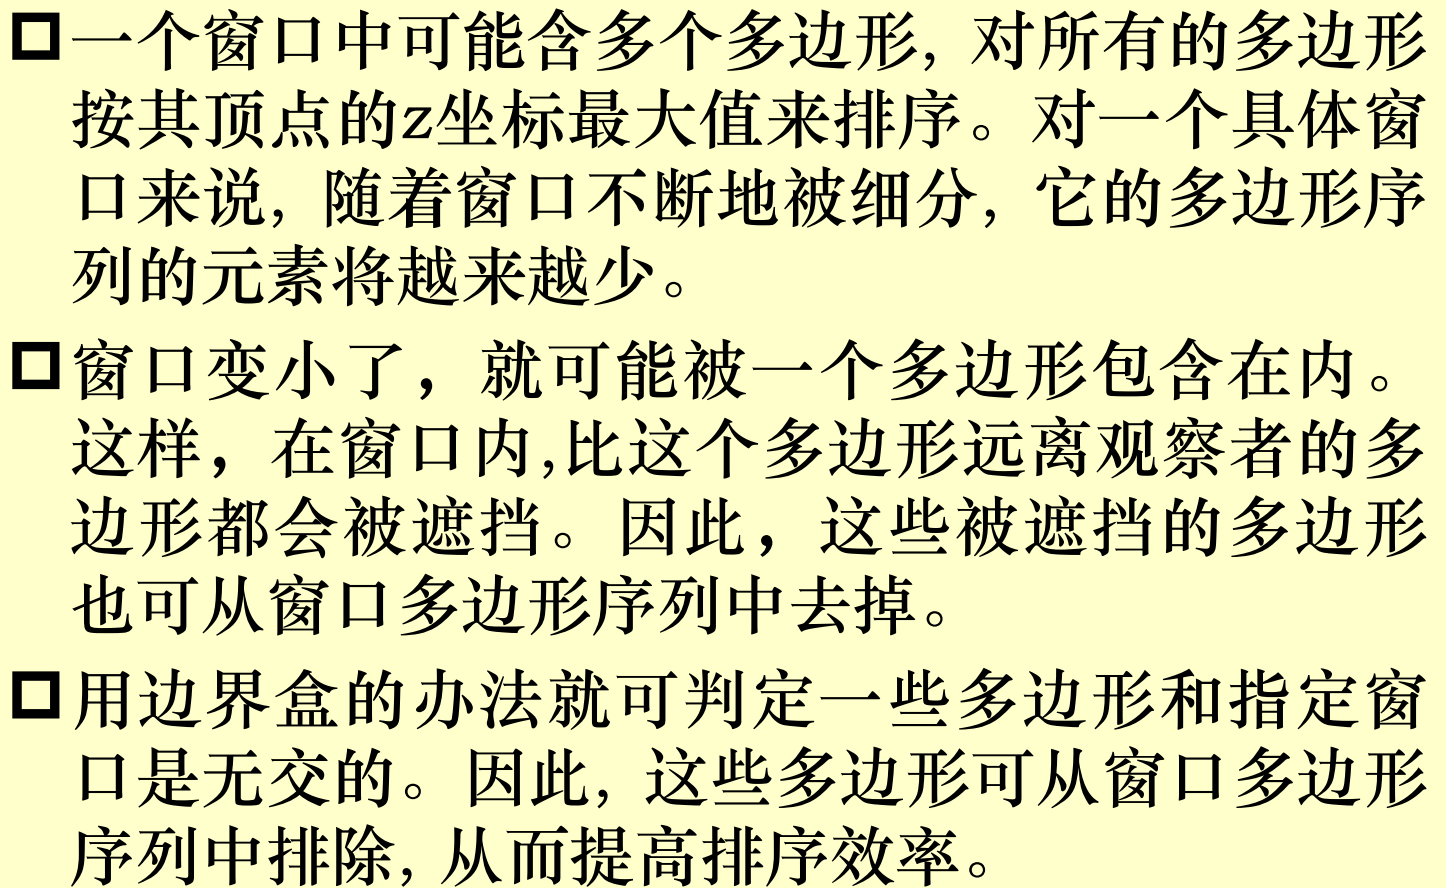 一个窗口中可能含多个多边形, 对所有的多边形
按其顶点的z坐标最大值来排序。对一个具体窗
口来说, 随着窗口不断地被细分, 它的多边形序
列的元素将越来越少。
窗口变小了，就可能被一个多边形包含在内。
这样，在窗口内,比这个多边形远离观察者的多
边形都会被遮挡。因此，这些被遮挡的多边形
也可从窗口多边形序列中去掉。
用边界盒的办法就可判定一些多边形和指定窗
口是无交的。因此, 这些多边形可从窗口多边形
序列中排除, 从而提高排序效率。